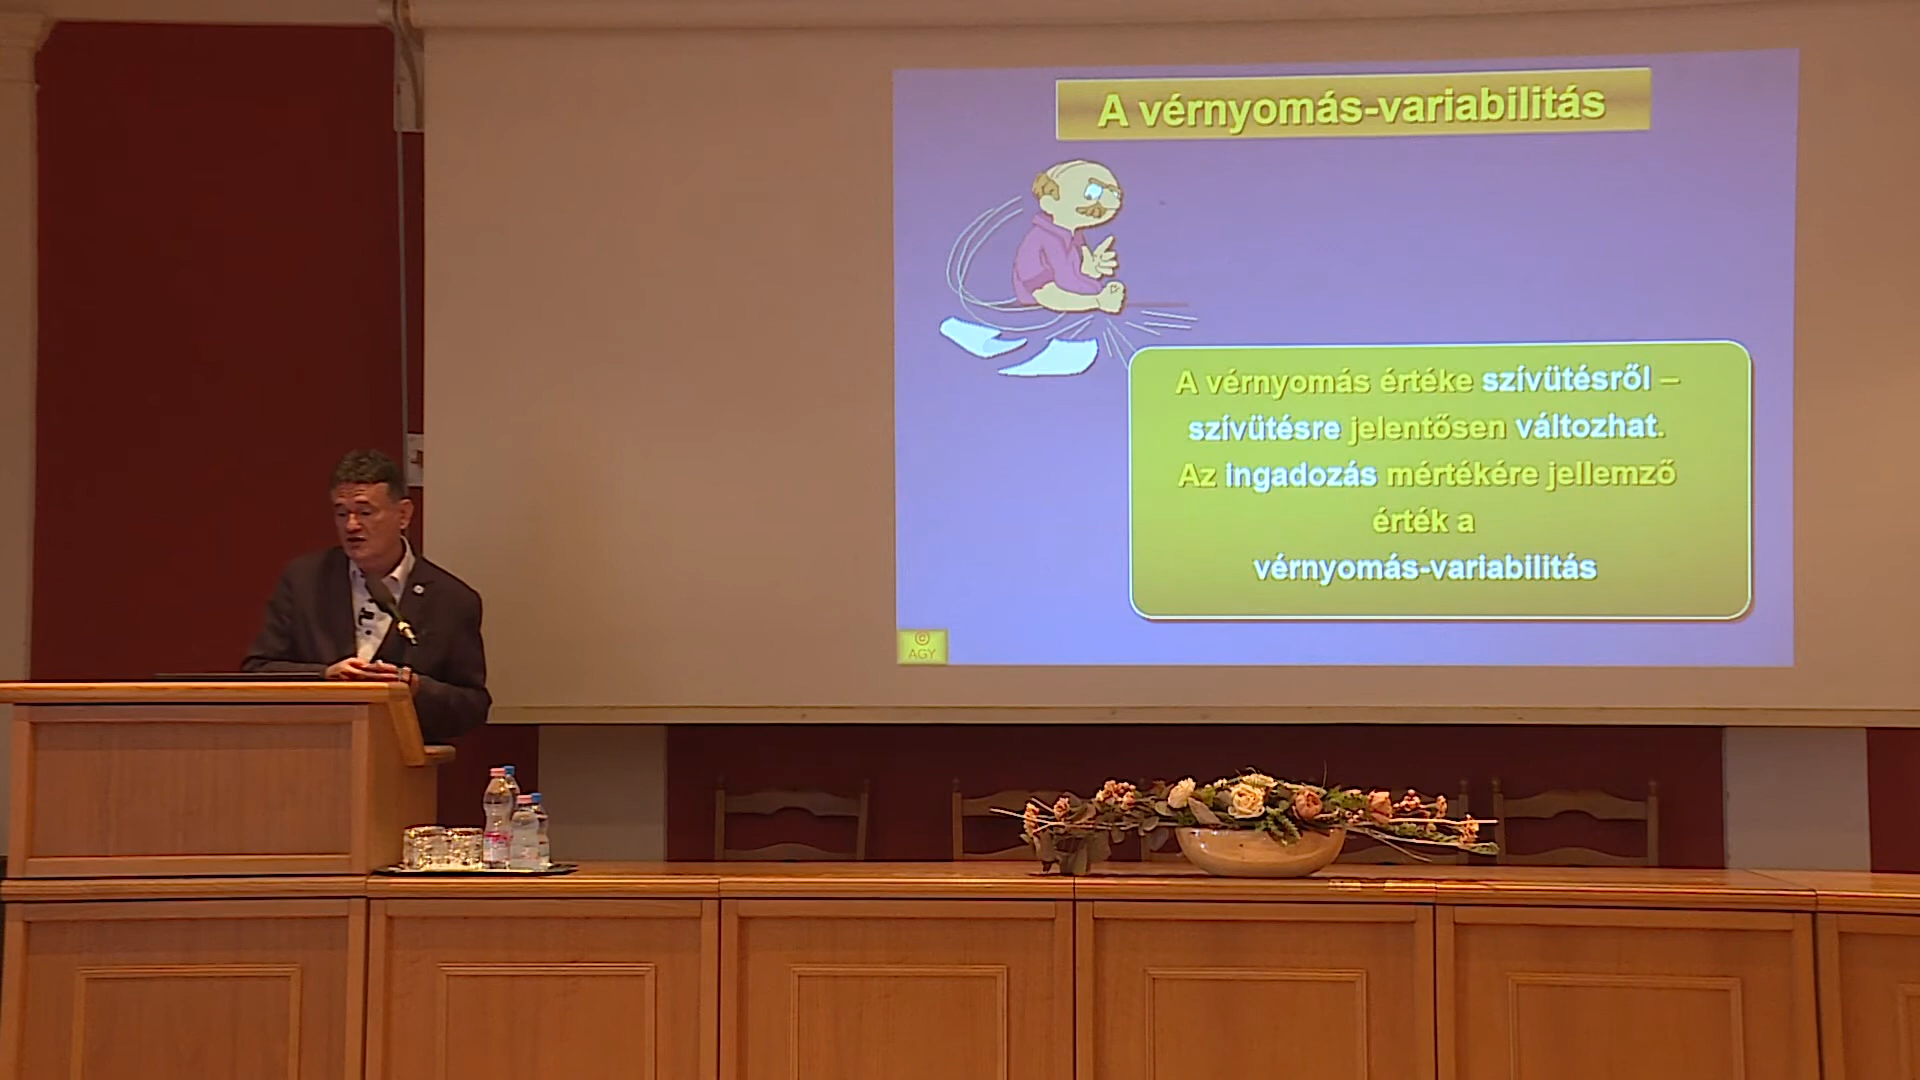 A vérnyomás-variabilitás
A vérnyomás értéke szívütésről –
szívütésre jelentősen változhat.
Az ingadozás mértékére jellemző
érték a
vérnyomás-variabilitás
©
AGY